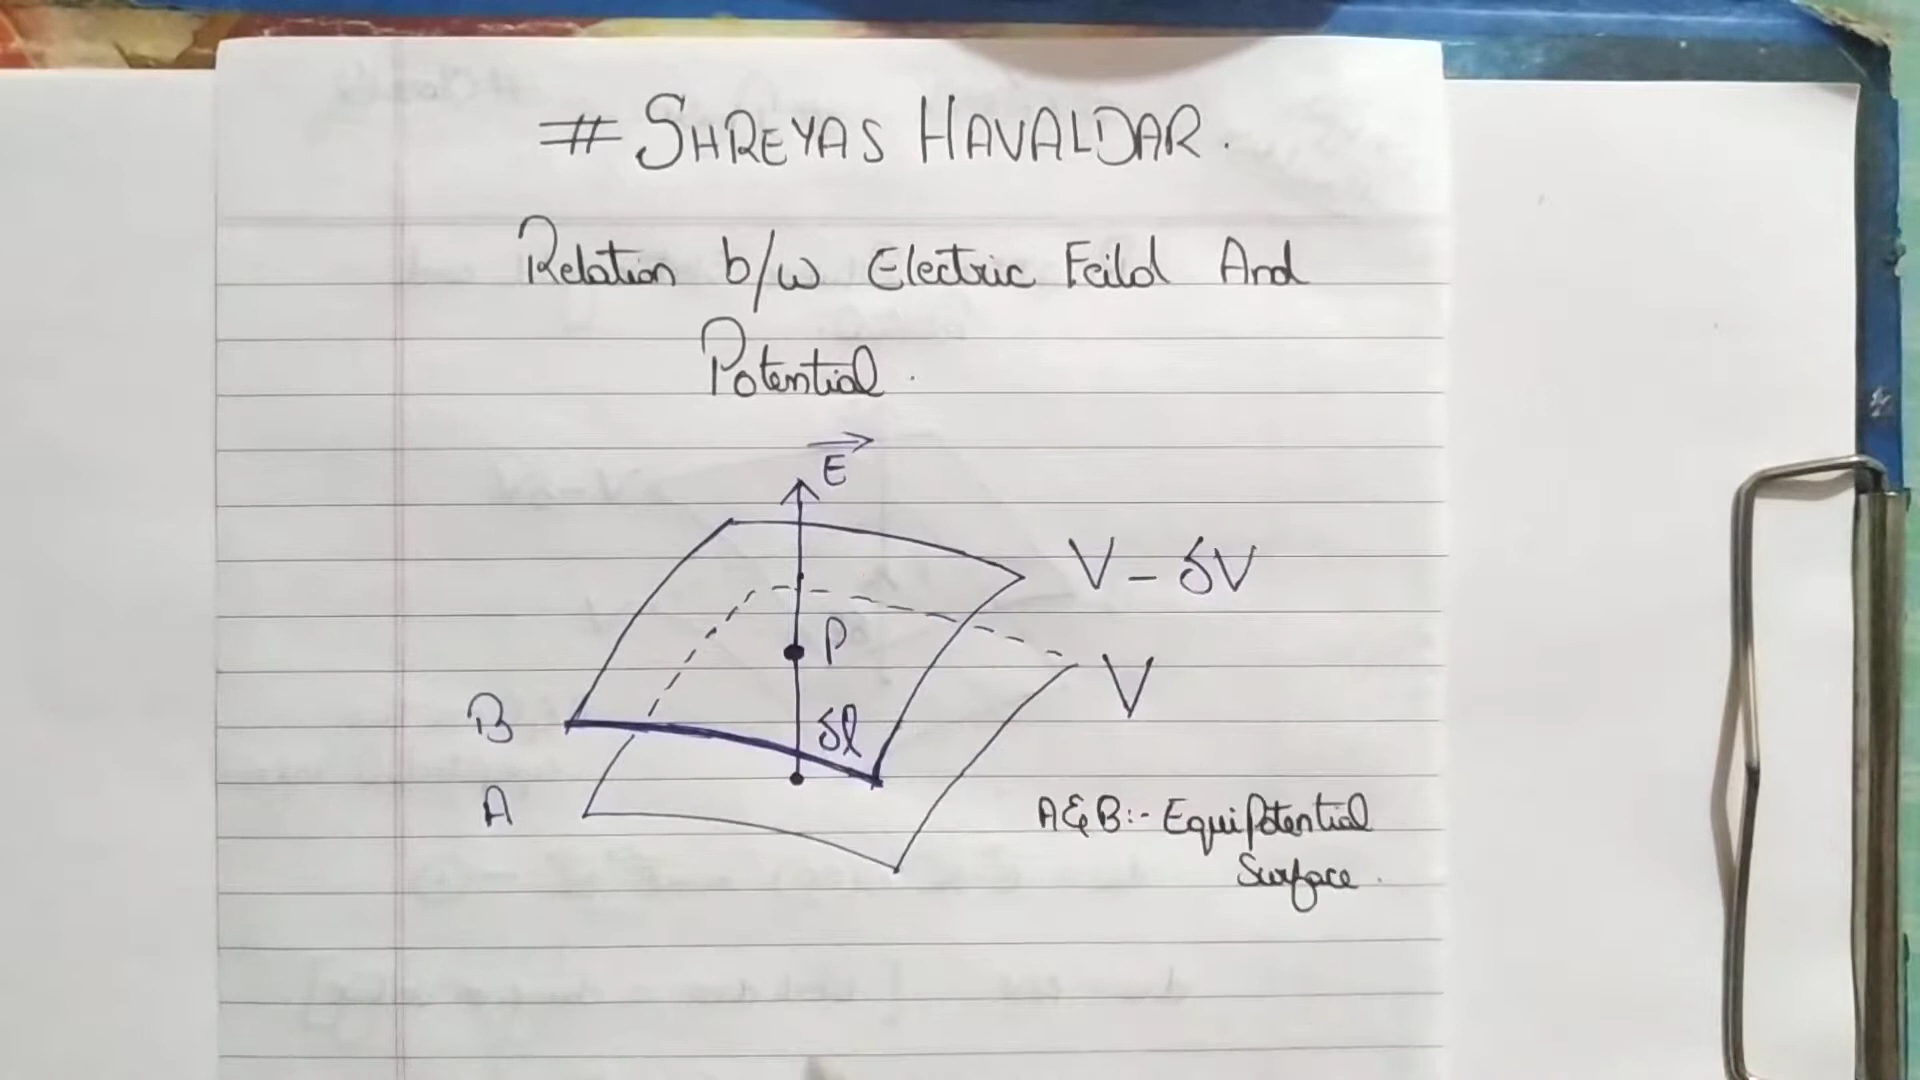 # SHREYAS HAVALDAR.
Relation b/w Electric Feild And
Potential.
E
V - δV
P
V
B
δl
A
A & B:- Equipotential
Surface.